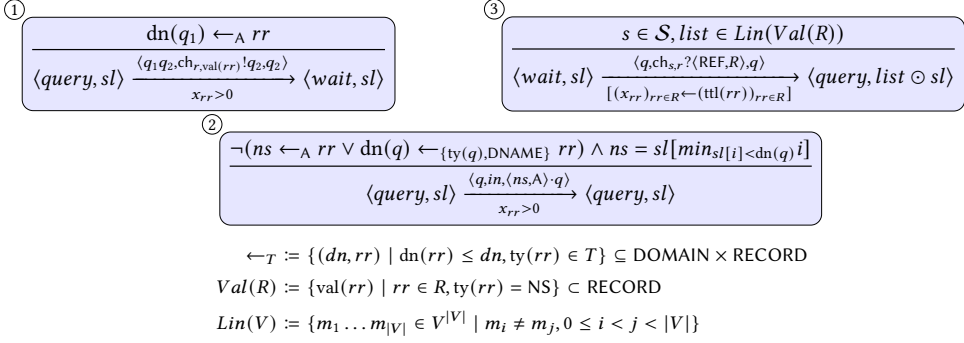 ①
dn(q₁) ←_A rr
⟨query, sl⟩ ⟨q₁q₂,ch_{r,val(rr)}!q₂,q₂⟩ → x_{rr}>0 ⟨wait, sl⟩
③
s ∈ 𝓢, list ∈ Lin(Val(R))
⟨wait, sl⟩ ⟨q,ch_{s,r}?⟨REF,R⟩,q⟩ → [(x_{rr})_{rr∈R}←(ttl(rr))_{rr∈R}] ⟨query, list ⊙ sl⟩
②
¬(ns ←_A rr ∨ dn(q) ←_{{ty(q),DNAME}} rr) ∧ ns = sl[min_{sl[i]<dn(q)} i]
⟨query, sl⟩ ⟨q,in,⟨ns,A⟩·q⟩ → x_{rr}>0 ⟨query, sl⟩
←_T := {(dn, rr) | dn(rr) ≤ dn, ty(rr) ∈ T} ⊆ DOMAIN × RECORD
Val(R) := {val(rr) | rr ∈ R, ty(rr) = NS} ⊂ RECORD
Lin(V) := {m₁ . . . m_{|V|} ∈ V^{|V|} | m_i ≠ m_j, 0 ≤ i < j < |V|}